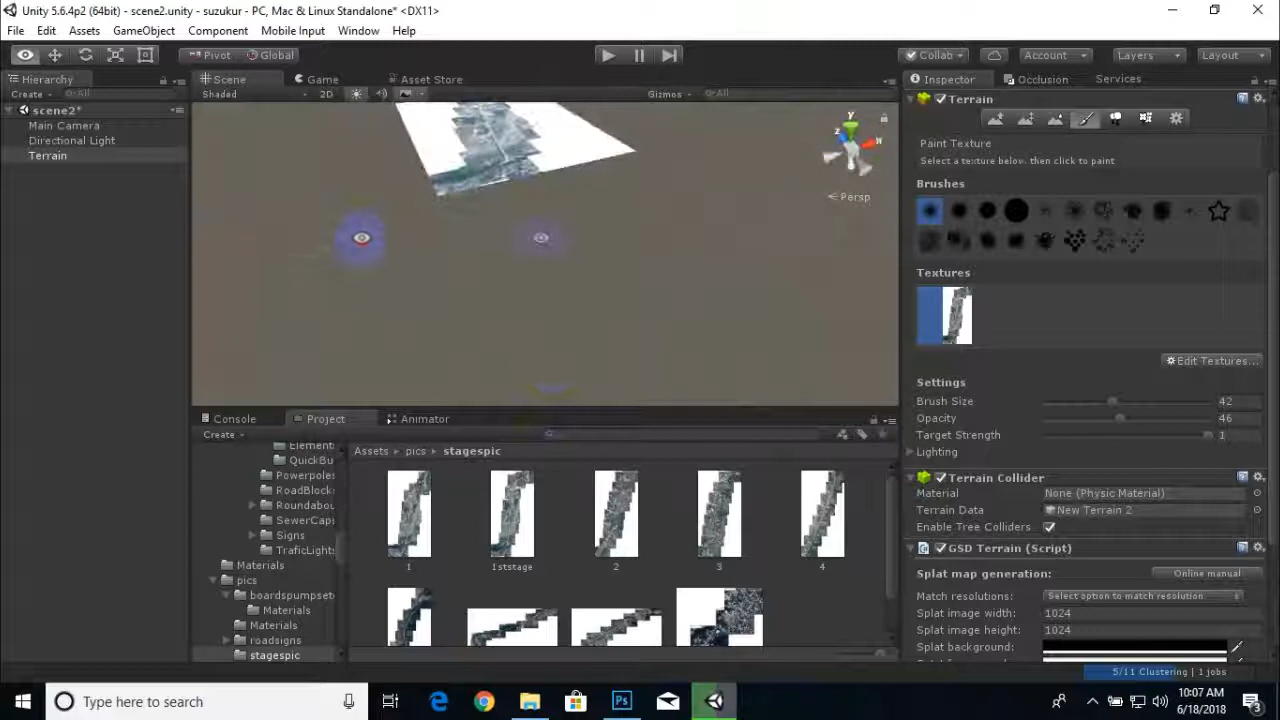 Unity 5.6.4p2 (64bit) - scene2.unity - suzukur - PC, Mac & Linux Standalone* <DX11>
File Edit Assets GameObject Component Mobile Input Window Help
Pivot Global Collab Account Layers Layout
Hierarchy Scene Game Asset Store Inspector Occlusion Services
Create All Shaded 2D Gizmos All
scene2*
Main Camera
Directional Light
Terrain
y
z
x
Persp
Terrain
Paint Texture
Select a texture below, then click to paint
Brushes
Textures
Edit Textures...
Settings
Brush Size 42
Opacity 46
Target Strength 1
Lighting
Terrain Collider
Material None (Physic Material)
Terrain Data New Terrain 2
Enable Tree Colliders
GSD Terrain (Script)
Splat map generation: Online manual
Match resolutions: Select option to match resolution
Splat image width: 1024
Splat image height: 1024
Splat background:
Console Project Animator
Create
Element
QuickBu
Powerpoles
RoadBlock
Roundabou
SewerCaps
Signs
TraficLights
Materials
pics
boardspumpsete
Materials
Materials
roadsigns
stagespic
Assets pics stagespic
1 1ststage 2 3 4
5/11 Clustering | 1 jobs
Type here to search
10:07 AM
6/18/2018
3